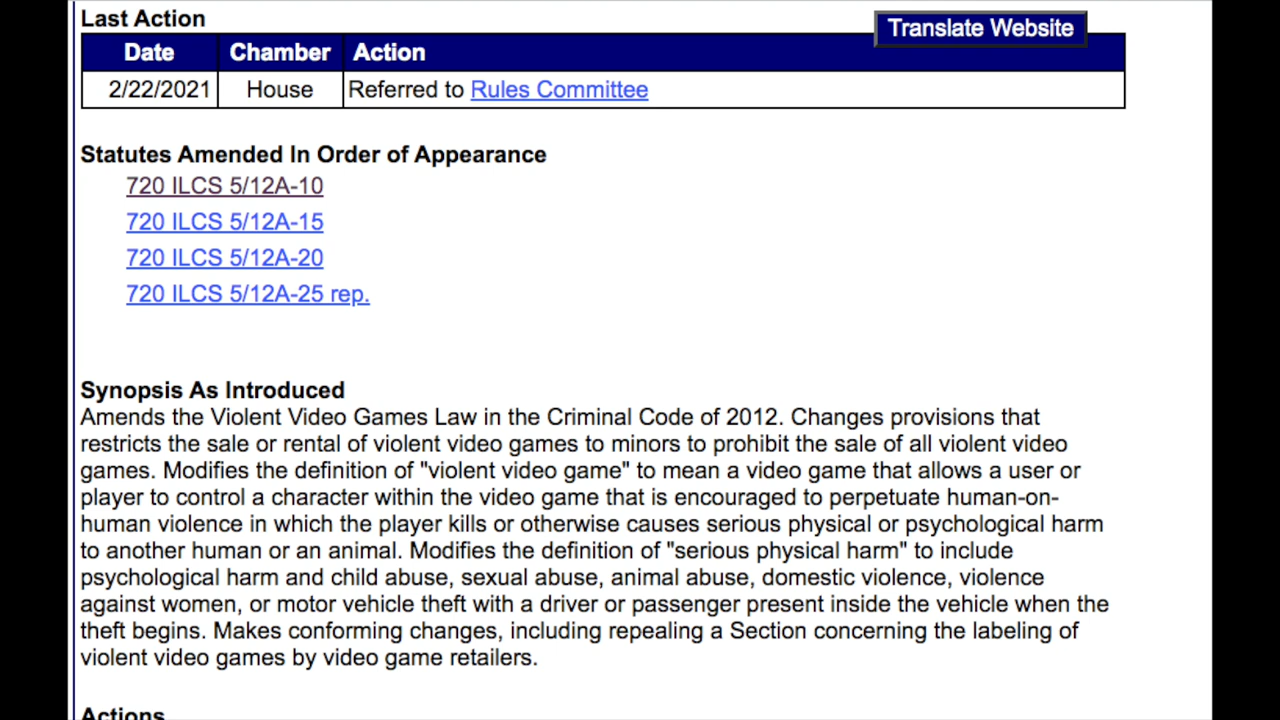 Last Action
Translate Website
Date Chamber Action
2/22/2021 House Referred to Rules Committee
Statutes Amended In Order of Appearance
720 ILCS 5/12A-10
720 ILCS 5/12A-15
720 ILCS 5/12A-20
720 ILCS 5/12A-25 rep.
Synopsis As Introduced
Amends the Violent Video Games Law in the Criminal Code of 2012. Changes provisions that
restricts the sale or rental of violent video games to minors to prohibit the sale of all violent video
games. Modifies the definition of "violent video game" to mean a video game that allows a user or
player to control a character within the video game that is encouraged to perpetuate human-on-
human violence in which the player kills or otherwise causes serious physical or psychological harm
to another human or an animal. Modifies the definition of "serious physical harm" to include
psychological harm and child abuse, sexual abuse, animal abuse, domestic violence, violence
against women, or motor vehicle theft with a driver or passenger present inside the vehicle when the
theft begins. Makes conforming changes, including repealing a Section concerning the labeling of
violent video games by video game retailers.
Actions